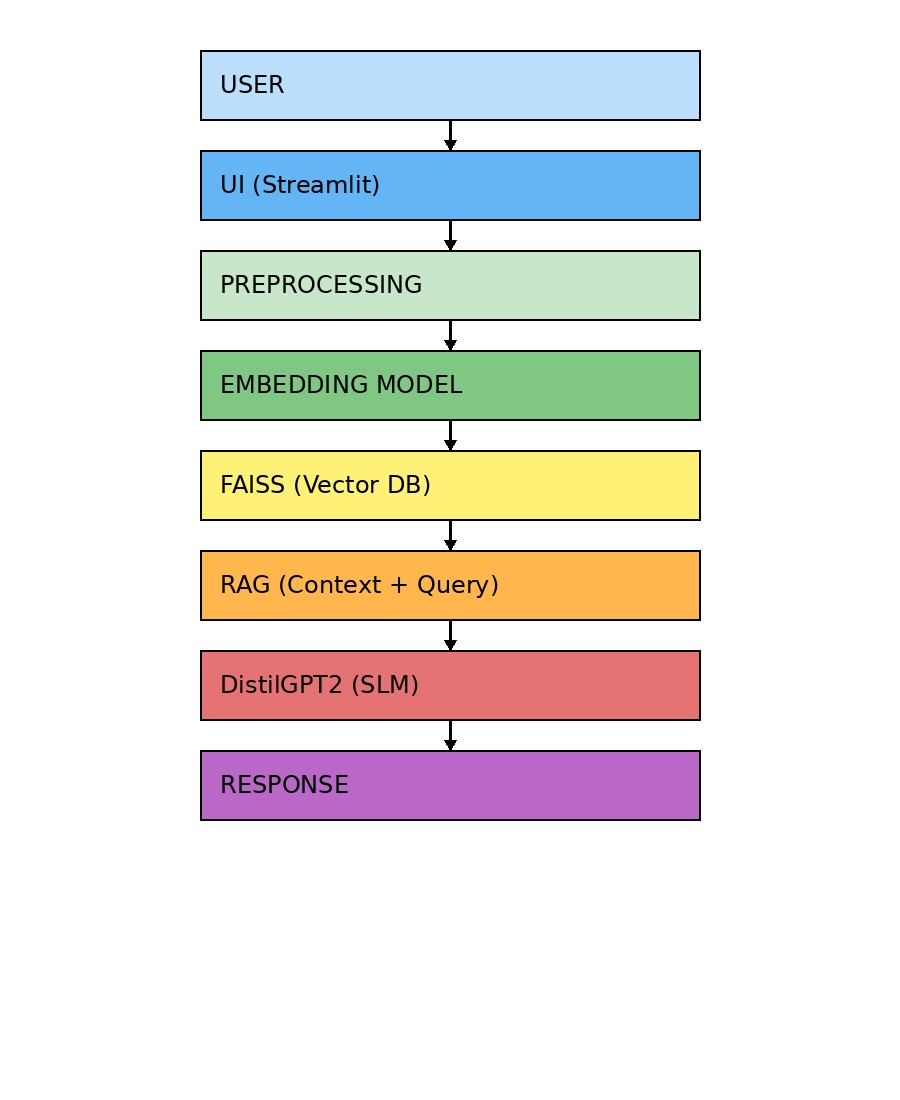 USER
UI (Streamlit)
PREPROCESSING
EMBEDDING MODEL
FAISS (Vector DB)
RAG (Context + Query)
DistilGPT2 (SLM)
RESPONSE